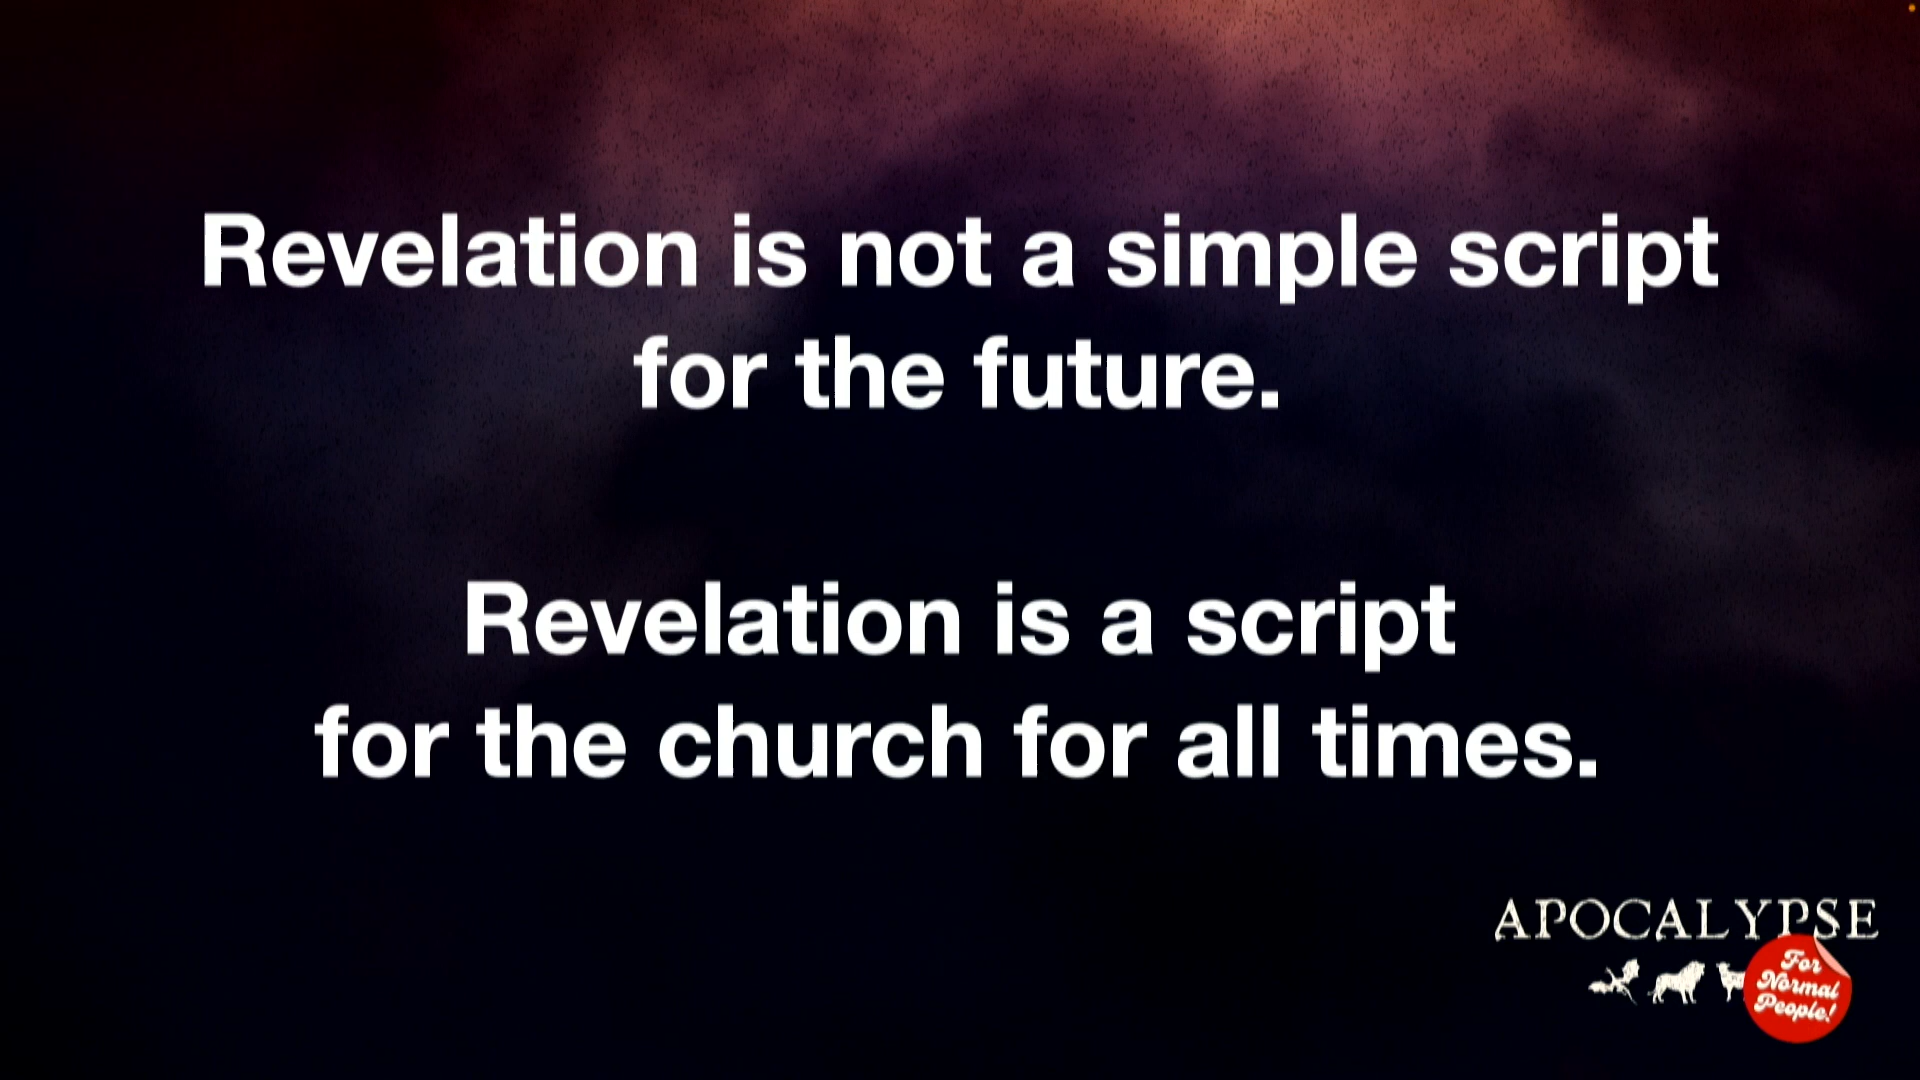 Revelation is not a simple script
for the future.
Revelation is a script
for the church for all times.
APOCALYPSE
For
Normal
People!